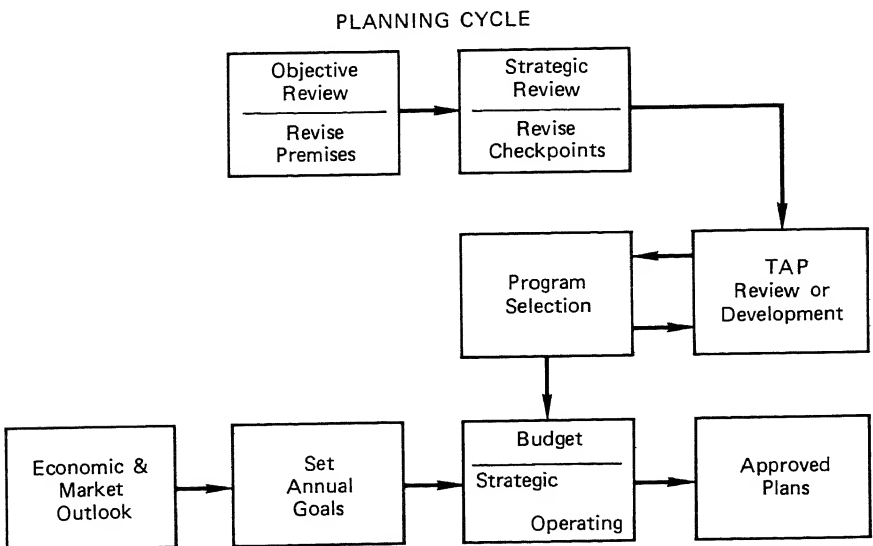 PLANNING CYCLE
Objective
Review
Revise
Premises
Strategic
Review
Revise
Checkpoints
Program
Selection
TAP
Review or
Development
Economic &
Market
Outlook
Set
Annual
Goals
Budget
Strategic
Operating
Approved
Plans